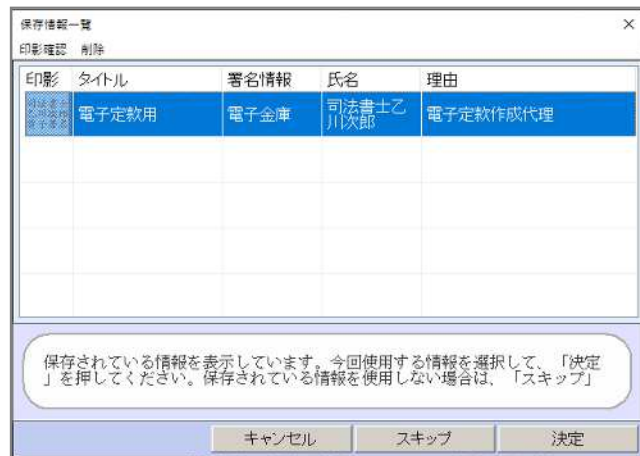 保存情報一覧
印影確認 削除
印影 タイトル 署名情報 氏名 理由
電子定款用 電子金庫 司法書士乙
川次郎 電子定款作成代理
保存されている情報を表示しています。今回使用する情報を選択して、「決定
」を押してください。保存されている情報を使用しない場合は、「スキップ」
キャンセル スキップ 決定